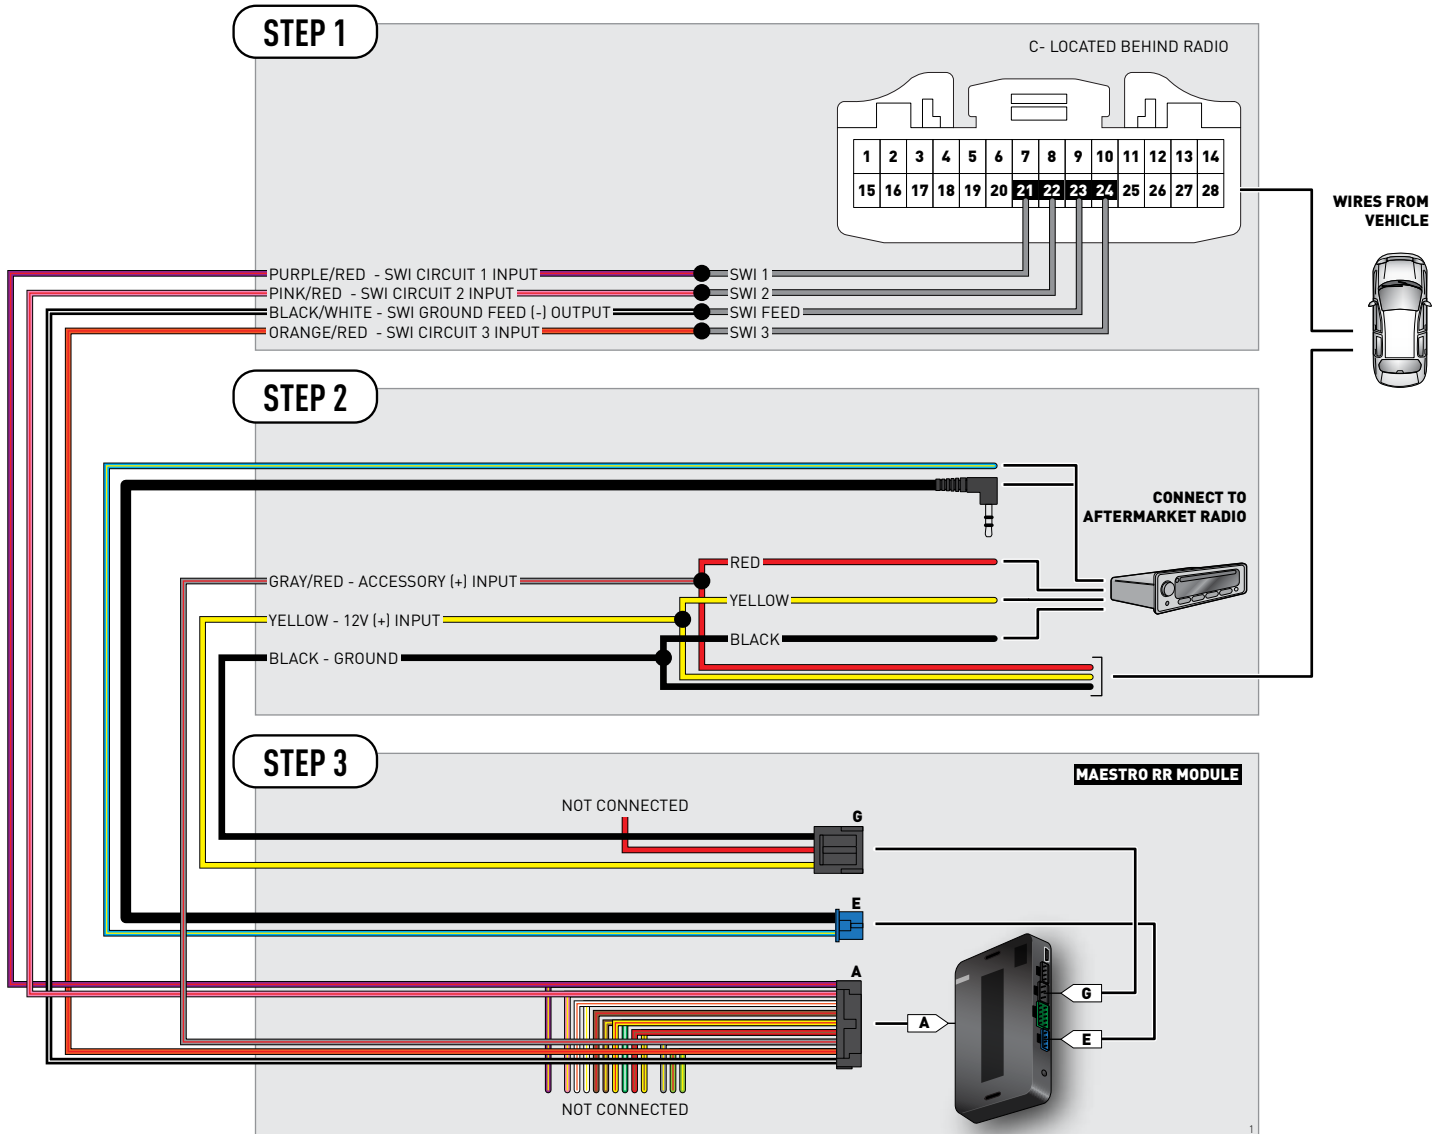 STEP 1
C- LOCATED BEHIND RADIO
1 2 3 4 5 6 7 8 9 10 11 12 13 14
15 16 17 18 19 20 21 22 23 24 25 26 27 28
WIRES FROM
VEHICLE
PURPLE/RED - SWI CIRCUIT 1 INPUT SWI 1
PINK/RED - SWI CIRCUIT 2 INPUT SWI 2
BLACK/WHITE - SWI GROUND FEED (-) OUTPUT SWI FEED
ORANGE/RED - SWI CIRCUIT 3 INPUT SWI 3
STEP 2
CONNECT TO
AFTERMARKET RADIO
RED
GRAY/RED - ACCESSORY (+) INPUT
YELLOW
YELLOW - 12V (+) INPUT
BLACK
BLACK - GROUND
STEP 3
MAESTRO RR MODULE
NOT CONNECTED
G
E
A
G
A
E
NOT CONNECTED
1